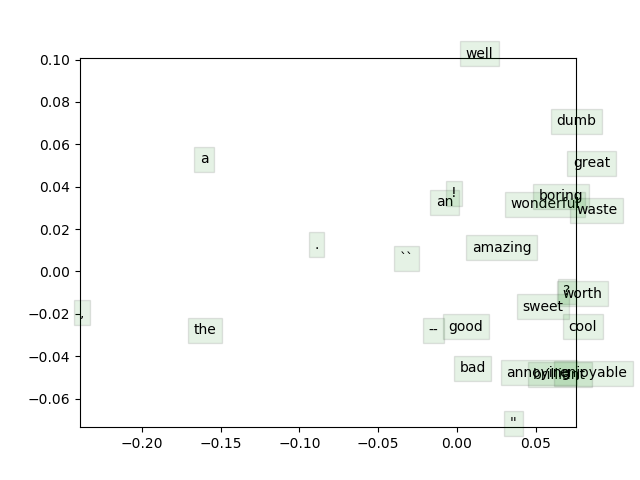 well
0.10
dumb
0.08
0.06
a
great
0.04
!
an
boring
wonderful
waste
0.02
.
``
amazing
0.00
?
worth
sweet
−0.02
,
the
--
good
cool
−0.04
bad
annoying
brilliant
enjoyable
−0.06
"
−0.20
−0.15
−0.10
−0.05
0.00
0.05